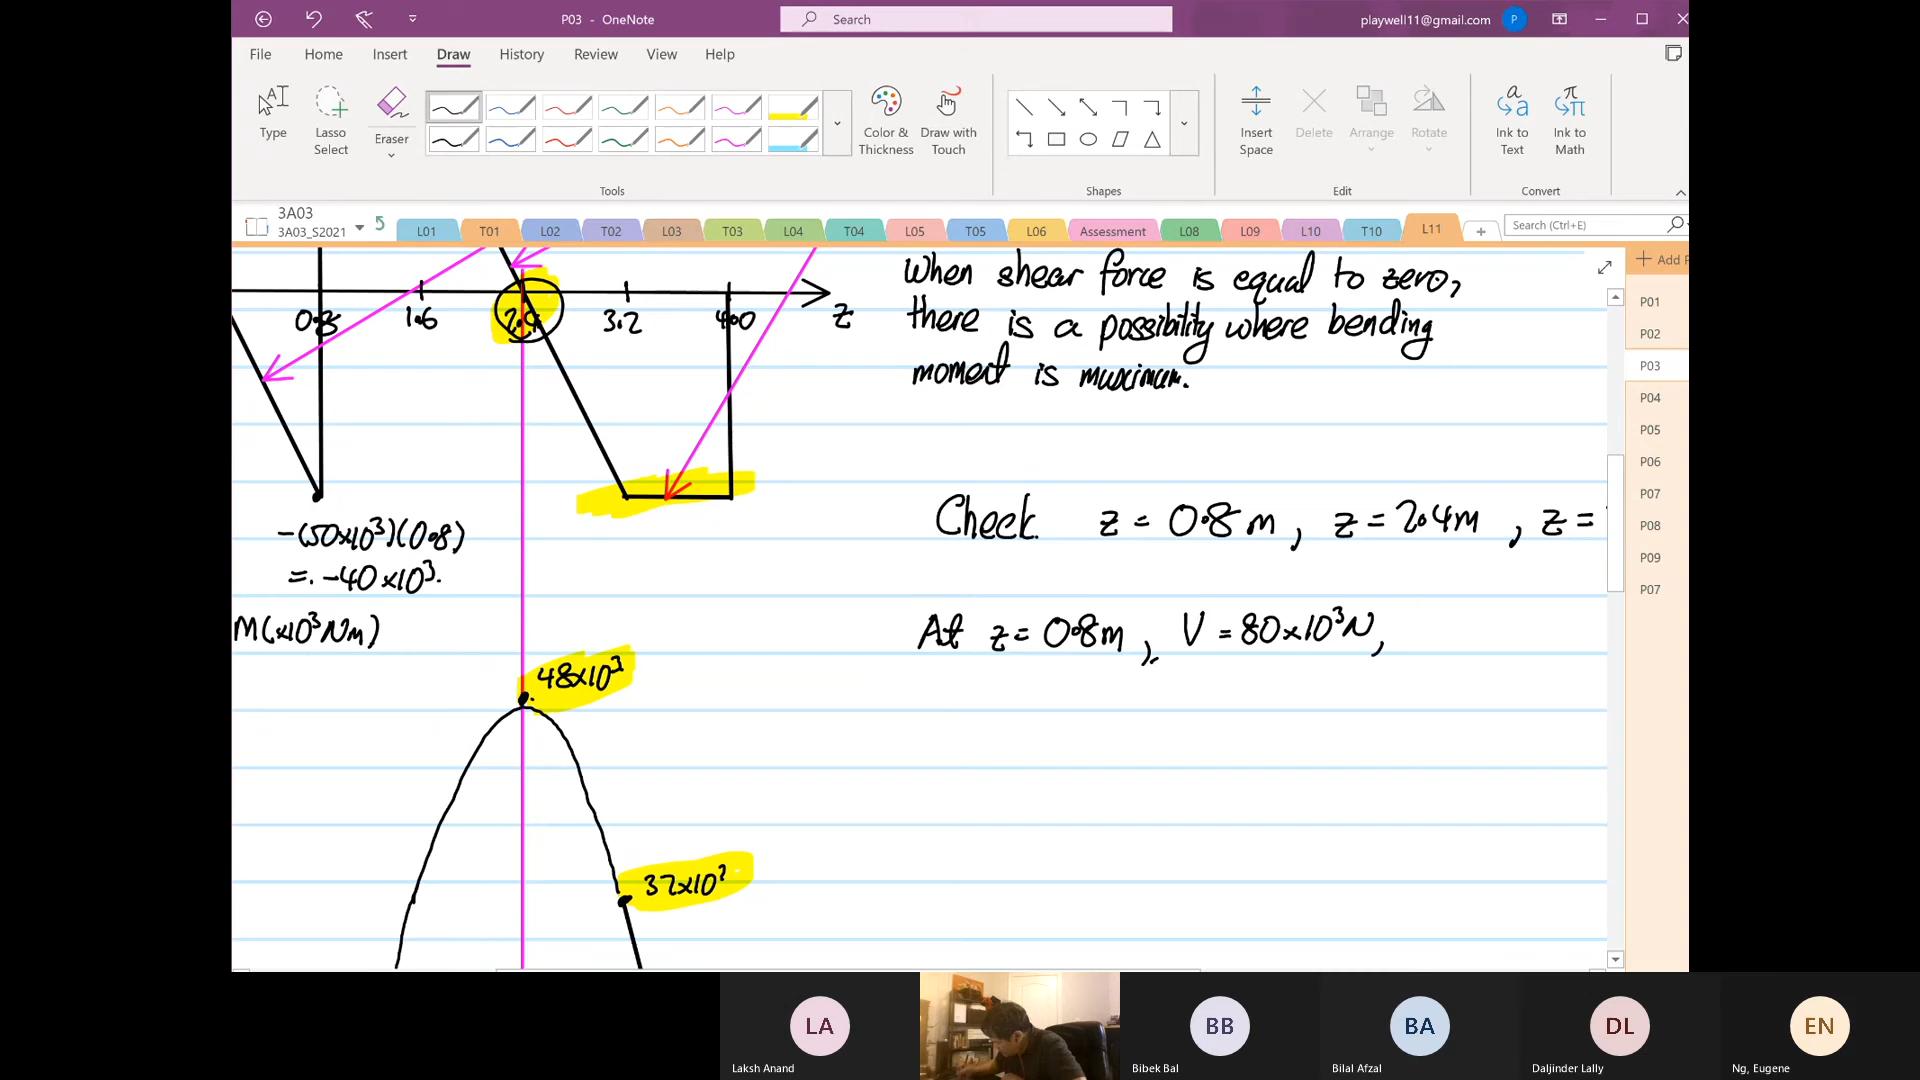 P03 - OneNote
Search
playwell11@gmail.com
P
File Home Insert Draw History Review View Help
Type
Lasso Select
Eraser
Color & Thickness
Draw with Touch
Insert Space
Delete
Arrange
Rotate
Ink to Text
Ink to Math
Tools
Shapes
Edit
Convert
3A03
3A03_S2021
L01 T01 L02 T02 L03 T03 L04 T04 L05 T05 L06 Assessment L08 L09 L10 T10 L11
Search (Ctrl+E)
Add P
P01
P02
P03
P04
P05
P06
P07
P08
P09
P07
When shear force is equal to zero,
there is a possibility where bending
moment is maximum.
0.8 1.6 2.4 3.2 4.0 z
Check z = 0.8 m, z = 2.4 m, z =
-(50×10³)(0.8)
= -40×10³.
M(×10³Nm)
At z = 0.8m, V = 80×10³N,
48×10³
37×10³
LA
Laksh Anand
BB
Bibek Bal
BA
Bilal Afzal
DL
Daljinder Lally
EN
Ng, Eugene